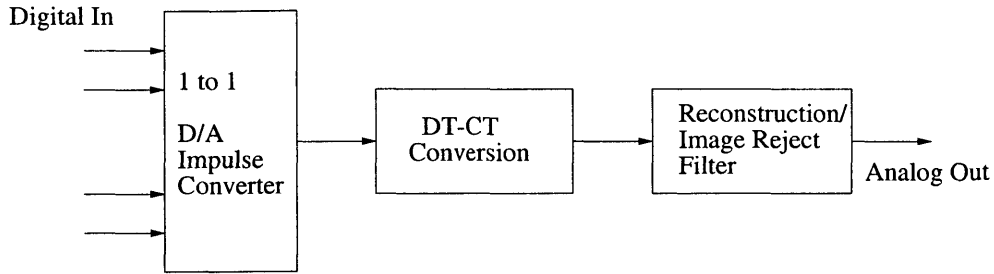 Digital In
1 to 1
D/A
Impulse
Converter
DT-CT
Conversion
Reconstruction/
Image Reject
Filter
Analog Out